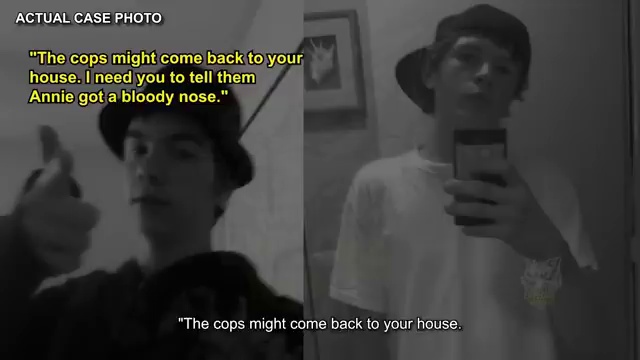 ACTUAL CASE PHOTO
"The cops might come back to your
house. I need you to tell them
Annie got a bloody nose."
"The cops might come back to your house.